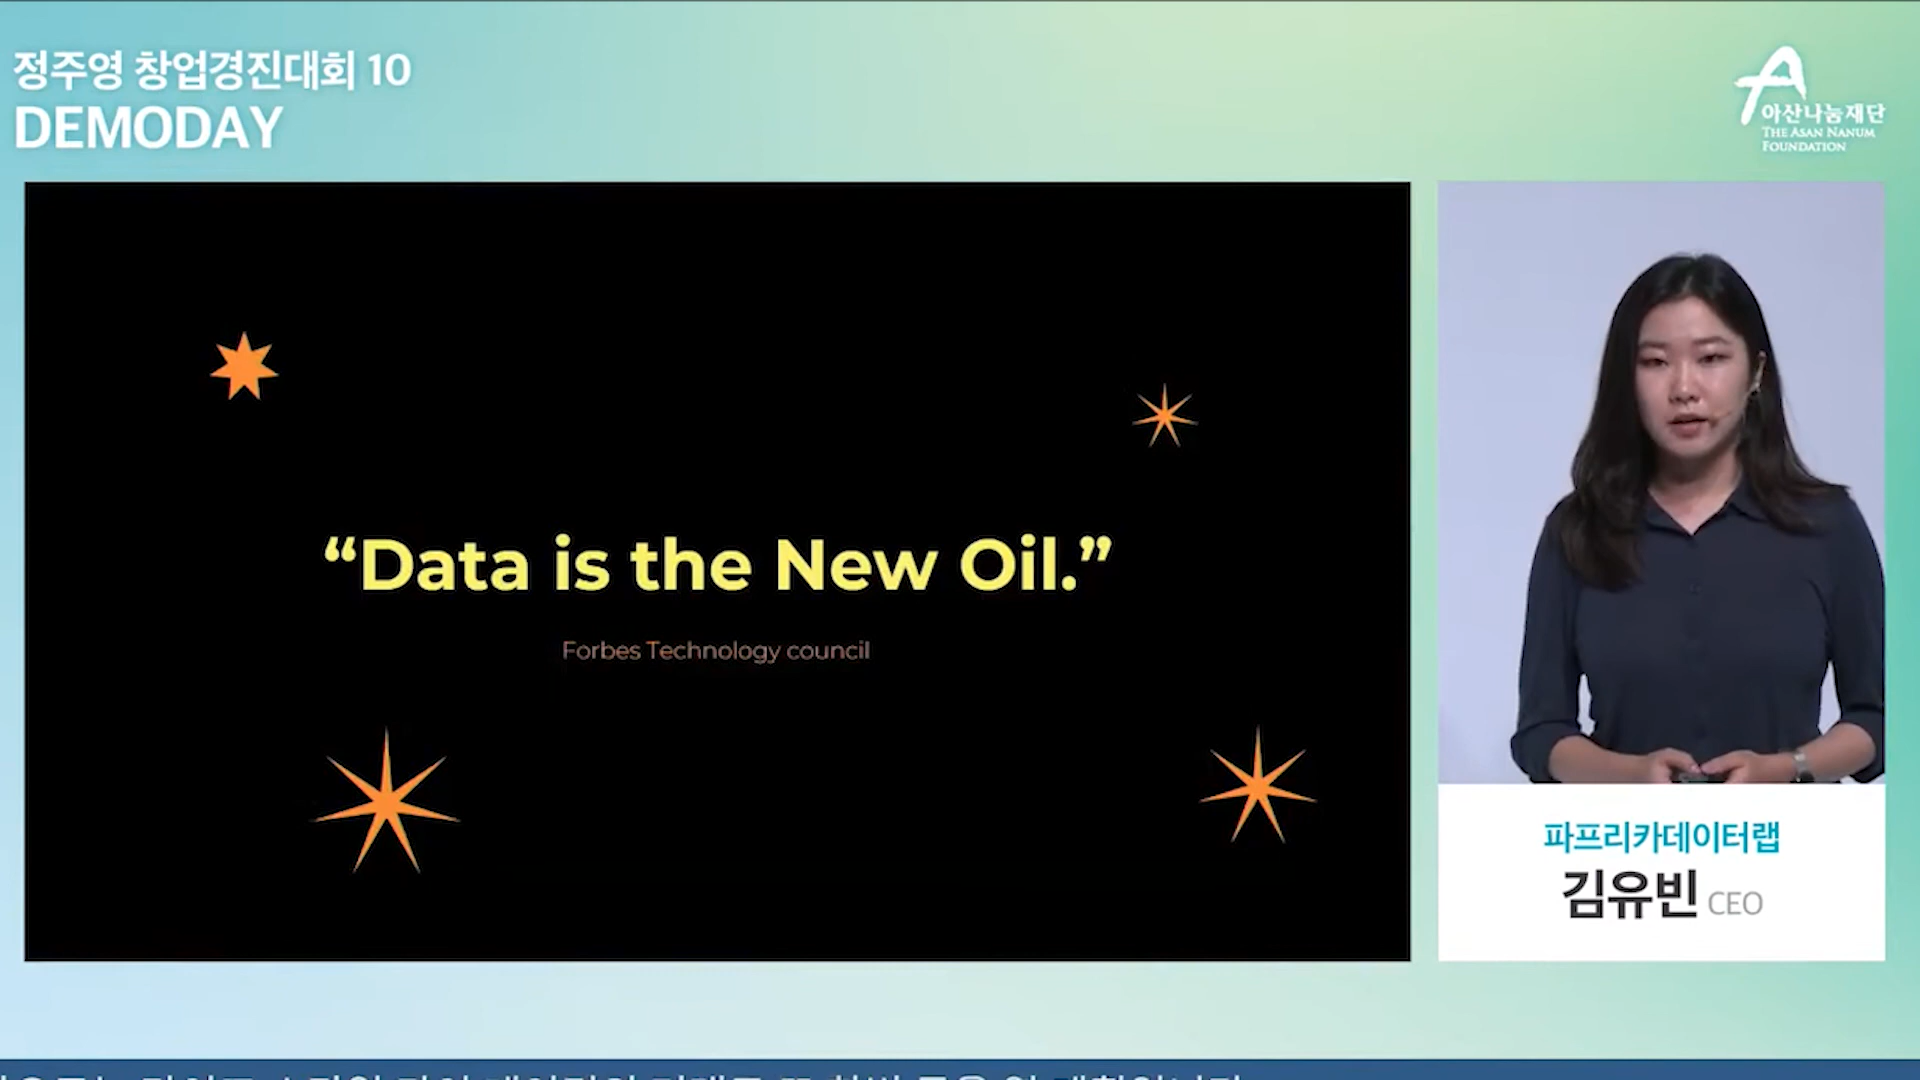 정주영 창업경진대회 10
DEMODAY
아산나눔재단
THE ASAN NANUM
FOUNDATION
“Data is the New Oil.”
Forbes Technology council
파프리카데이터랩
김유빈 CEO